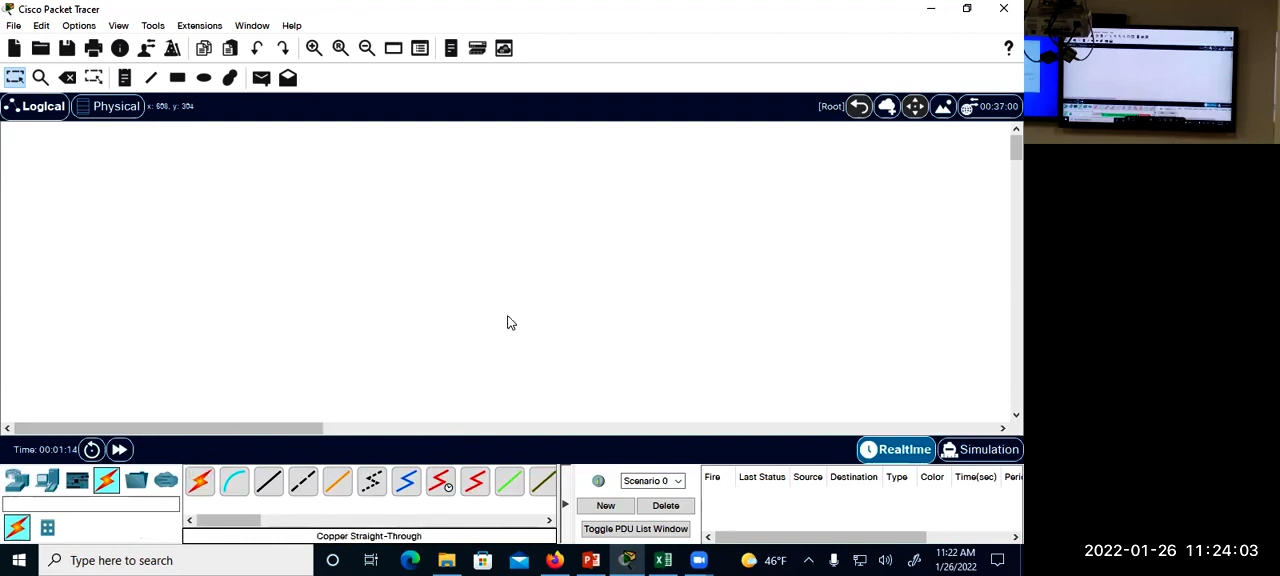 Cisco Packet Tracer
File Edit Options View Tools Extensions Window Help
?
Logical Physical x: 508, y: 304 [Root] 00:37:00
Time: 00:01:14 Realtime Simulation
Scenario 0
Fire Last Status Source Destination Type Color Time(sec) Peri
New Delete
Toggle PDU List Window
Copper Straight-Through
Type here to search
46°F
11:22 AM
1/26/2022
2022-01-26 11:24:03